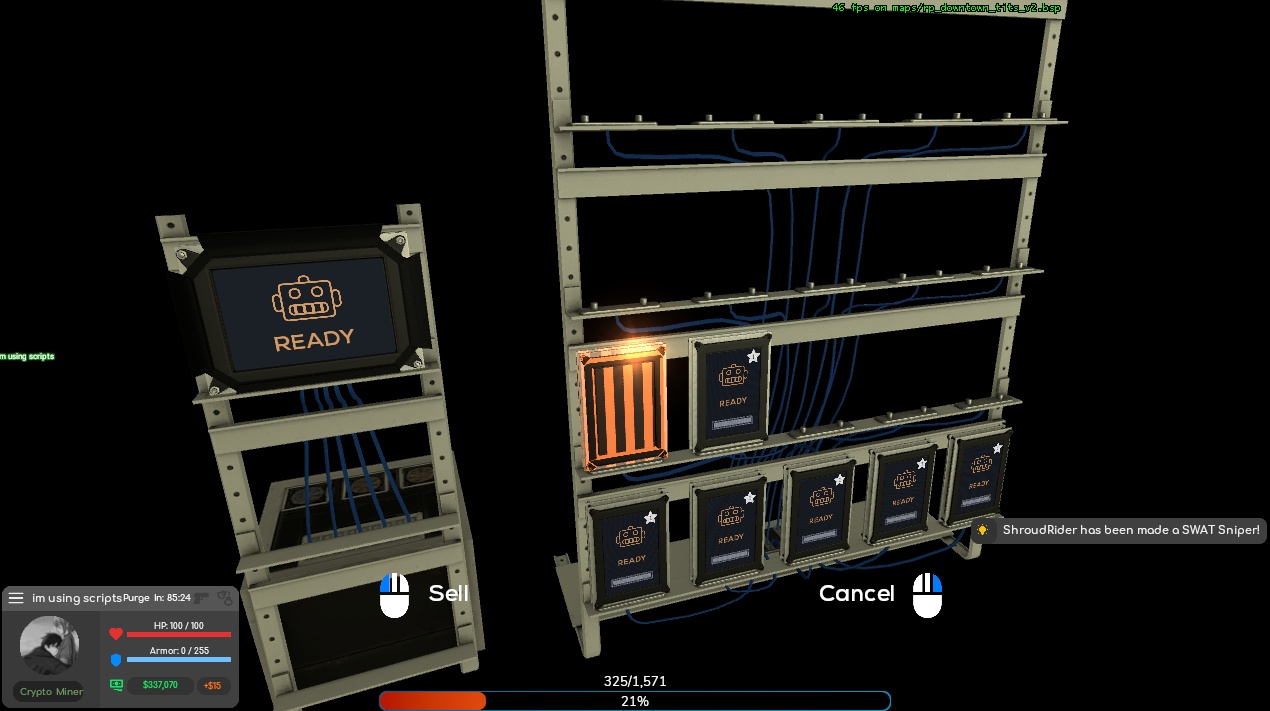 46 fps on maps/rp_downtown_tits_v2.bsp
READY
m using scripts
READY
READY
READY
READY
READY
READY
ShroudRider has been made a SWAT Sniper!
Sell
Cancel
im using scripts
Purge In: 85:24
HP: 100 / 100
Armor: 0 / 255
Crypto Miner
$337,070
+$15
325/1,571
21%